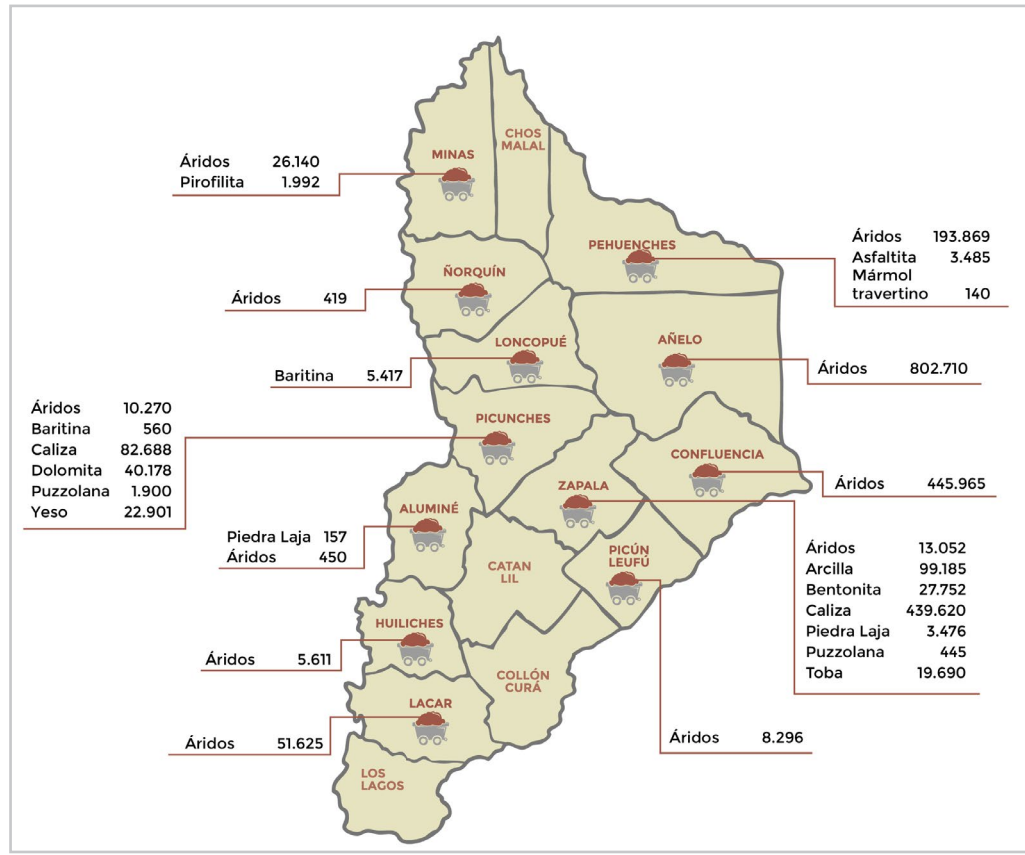 CHOS
MALAL
MINAS
Áridos 26.140
Pirofilita 1.992
PEHUENCHES
Áridos 193.869
Asfaltita 3.485
Mármol
travertino 140
ÑORQUÍN
Áridos 419
LONCOPUÉ
Baritina 5.417
AÑELO
Áridos 802.710
PICUNCHES
Áridos 10.270
Baritina 560
Caliza 82.688
Dolomita 40.178
Puzzolana 1.900
Yeso 22.901
CONFLUENCIA
Áridos 445.965
ZAPALA
Áridos 13.052
Arcilla 99.185
Bentonita 27.752
Caliza 439.620
Piedra Laja 3.476
Puzzolana 445
Toba 19.690
ALUMINÉ
Piedra Laja 157
Áridos 450
CATAN
LIL
PICÚN
LEUFÚ
Áridos 8.296
HUILICHES
Áridos 5.611
COLLÓN
CURÁ
LACAR
Áridos 51.625
LOS
LAGOS